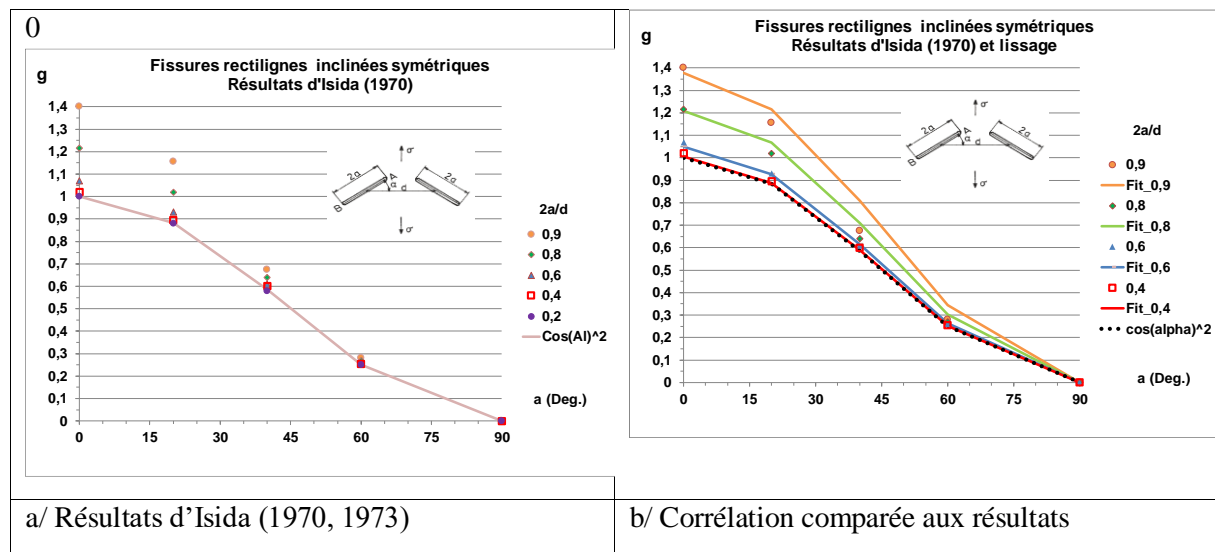 0
Fissures rectilignes inclinées symétriques
Résultats d'Isida (1970)
g
1,4
1,3
1,2
1,1
1
0,9
0,8
0,7
0,6
0,5
0,4
0,3
0,2
0,1
0
0 15 30 45 60 75 90
a (Deg.)
2a/d
0,9
0,8
0,6
0,4
0,2
Cos(Al)^2
σ
2a
A
α
d
2a
B
σ
Fissures rectilignes inclinées symétriques
Résultats d'Isida (1970) et lissage
g
1,4
1,3
1,2
1,1
1
0,9
0,8
0,7
0,6
0,5
0,4
0,3
0,2
0,1
0
0 15 30 45 60 75 90
a (Deg.)
2a/d
0,9
Fit_0,9
0,8
Fit_0,8
0,6
Fit_0,6
0,4
Fit_0,4
cos(alpha)^2
σ
2a
A
α
d
2a
B
σ
a/ Résultats d’Isida (1970, 1973)
b/ Corrélation comparée aux résultats